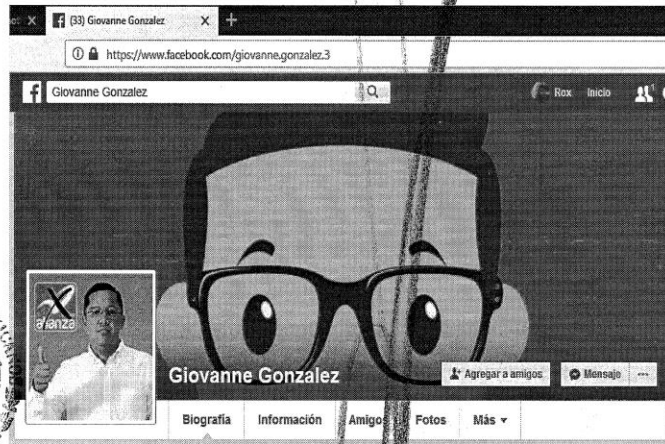 (33) Giovanne Gonzalez
https://www.facebook.com/giovanne.gonzalez.3
Giovanne Gonzalez
Rox Inicio
alianza
Giovanne Gonzalez
Agregar a amigos Mensaje ...
Biografía Información Amigos Fotos Más